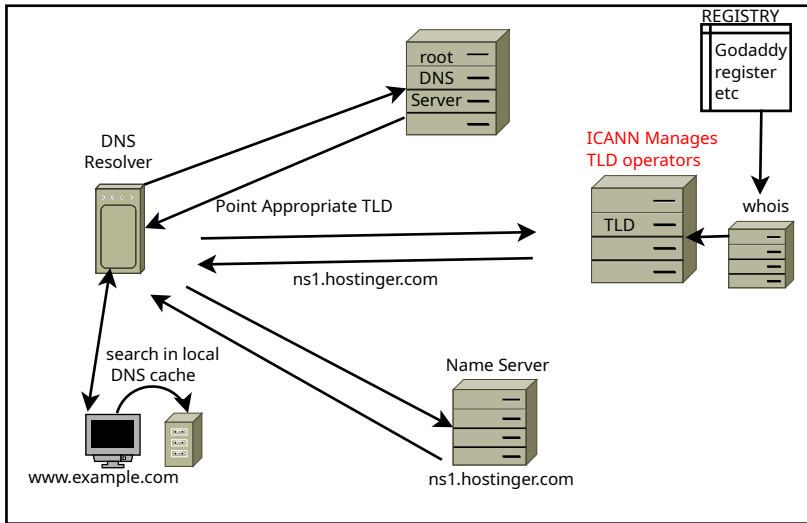 REGISTRY
Godaddy
register
etc
root
DNS
Server
DNS
Resolver
ICANN Manages
TLD operators
Point Appropriate TLD
whois
TLD
ns1.hostinger.com
search in local
DNS cache
Name Server
www.example.com
ns1.hostinger.com